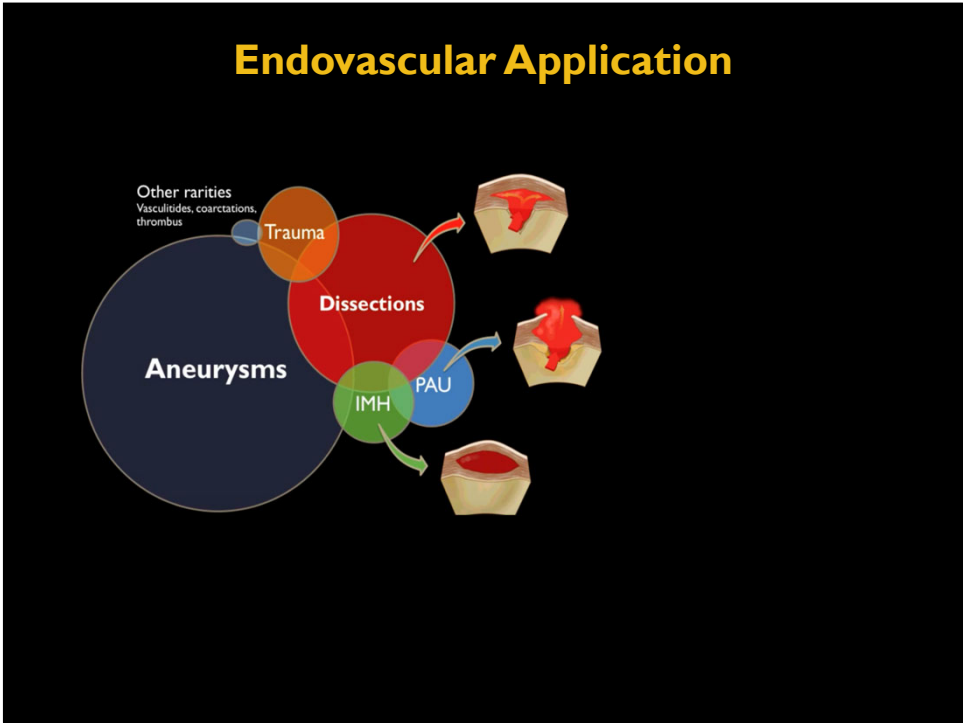 Endovascular Application
Other rarities
Vasculitides, coarctations,
thrombus
Trauma
Dissections
Aneurysms
PAU
IMH